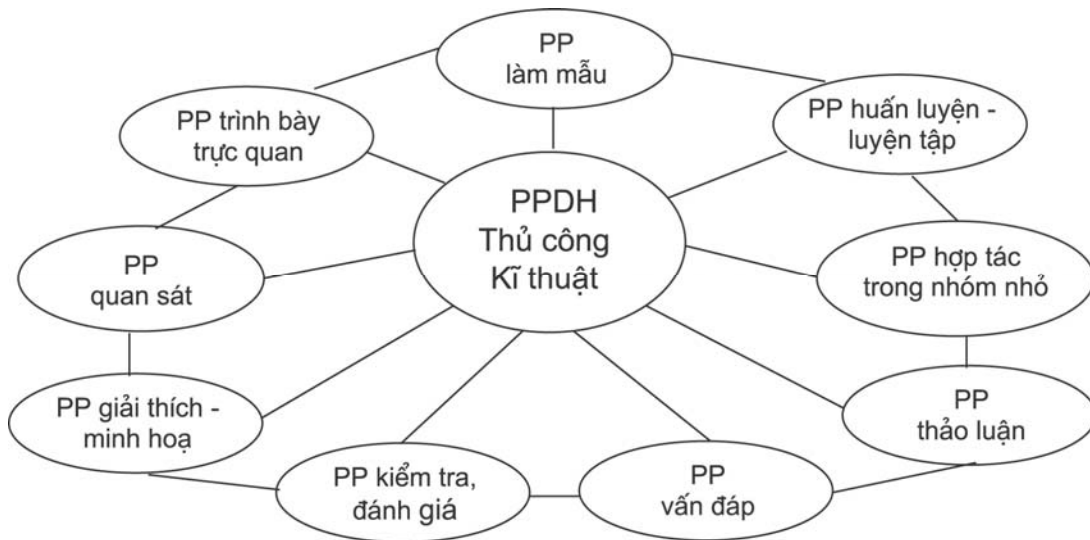 PP
làm mẫu
PP trình bày
trực quan
PP huấn luyện -
luyện tập
PPDH
Thủ công
Kĩ thuật
PP
quan sát
PP hợp tác
trong nhóm nhỏ
PP giải thích -
minh hoạ
PP
thảo luận
PP kiểm tra,
đánh giá
PP
vấn đáp